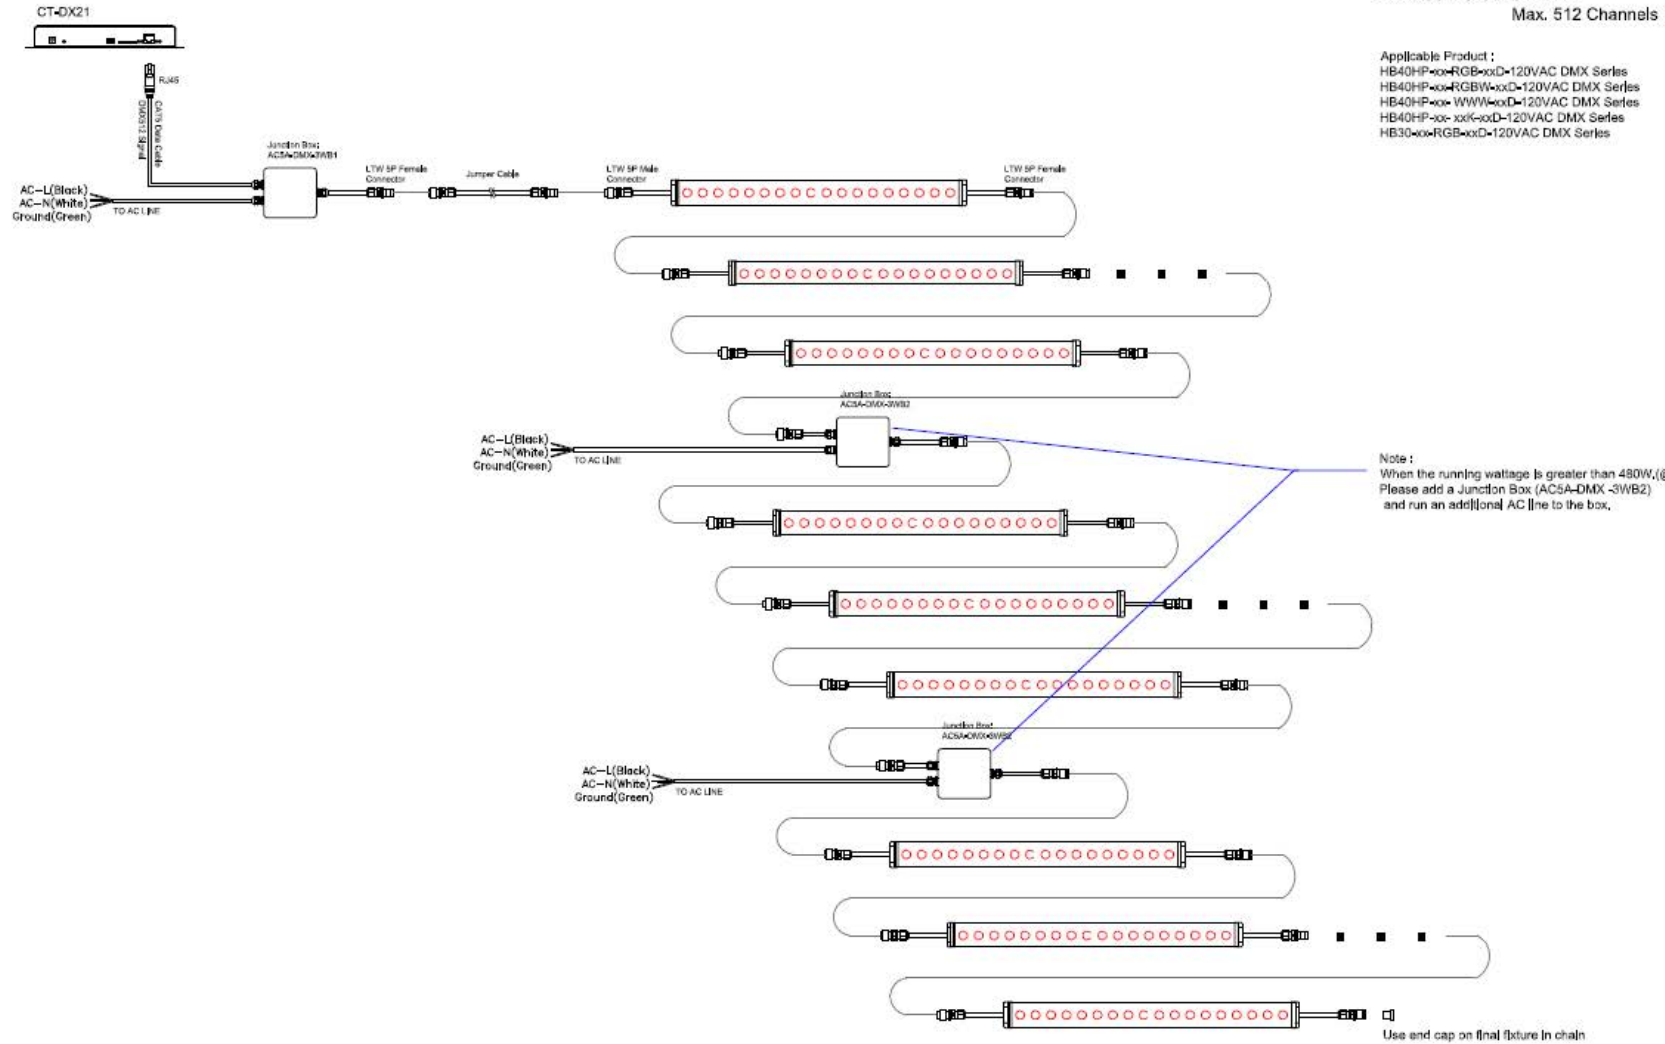 CT-DX21
Max. 512 Channels
Applicable Product :
HB40HP-xx-RGB-xxD-120VAC DMX Series
HB40HP-xx-RGBW-xxD-120VAC DMX Series
HB40HP-xx- WWW-xxD-120VAC DMX Series
HB40HP-xx- xxK-xxD-120VAC DMX Series
HB30-xx-RGB-xxD-120VAC DMX Series
RJ45
CAT5 Data Cable
DMX512 Signal
Junction Box:
AC5A-DMX-3WB1
AC-L(Black)
AC-N(White)
Ground(Green)
TO AC LINE
LTW 5P Female
Connector
Jumper Cable
LTW 5P Male
Connector
LTW 5P Female
Connector
Junction Box:
AC5A-DMX-3WB2
AC-L(Black)
AC-N(White)
Ground(Green)
TO AC LINE
Note :
When the running wattage is greater than 480W.(@
Please add a Junction Box (AC5A-DMX -3WB2)
and run an additional AC line to the box.
Junction Box:
AC5A-DMX-3WB2
AC-L(Black)
AC-N(White)
Ground(Green)
TO AC LINE
Use end cap on final fixture in chain